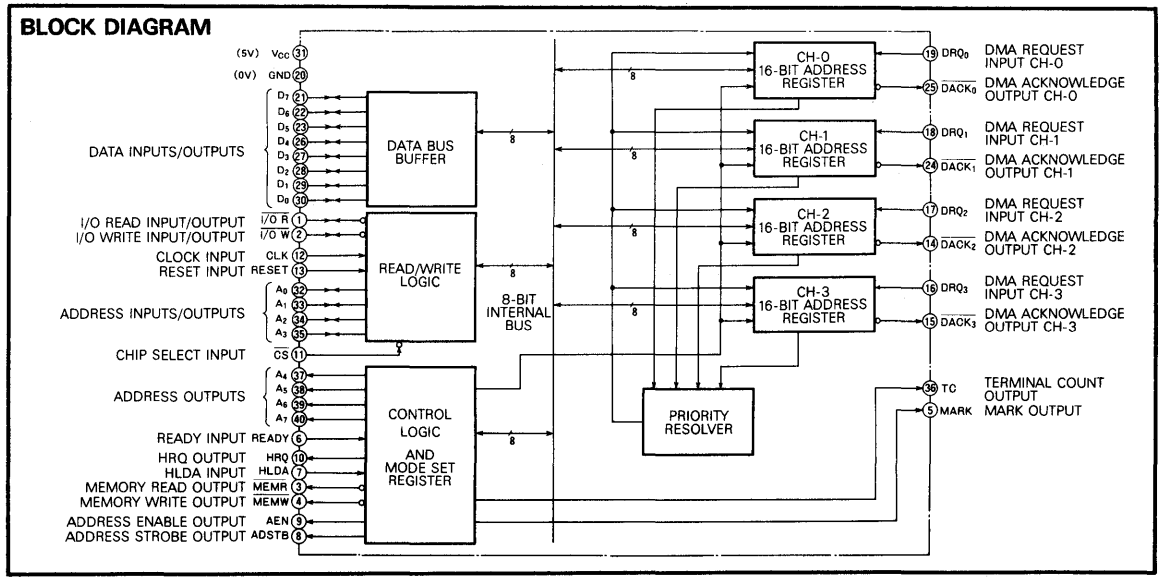 BLOCK DIAGRAM
(5V) VCC 31
(0V) GND 20
DATA INPUTS/OUTPUTS
D7 21
D6 22
D5 23
D4 26
D3 27
D2 28
D1 29
D0 30
DATA BUS
BUFFER
8
I/O READ INPUT/OUTPUT I/O R 1
I/O WRITE INPUT/OUTPUT I/O W 2
CLOCK INPUT CLK 12
RESET INPUT RESET 13
ADDRESS INPUTS/OUTPUTS
A0 32
A1 33
A2 34
A3 35
CHIP SELECT INPUT CS 11
READ/WRITE
LOGIC
8
8-BIT
INTERNAL
BUS
ADDRESS OUTPUTS
A4 37
A5 38
A6 39
A7 40
READY INPUT READY 6
HRQ OUTPUT HRQ 10
HLDA INPUT HLDA 7
MEMORY READ OUTPUT MEMR 3
MEMORY WRITE OUTPUT MEMW 4
ADDRESS ENABLE OUTPUT AEN 9
ADDRESS STROBE OUTPUT ADSTB 8
CONTROL
LOGIC
AND
MODE SET
REGISTER
8
8
CH-0
16-BIT ADDRESS
REGISTER
19 DRQ0 DMA REQUEST
INPUT CH-0
25 DACK0 DMA ACKNOWLEDGE
OUTPUT CH-0
8
CH-1
16-BIT ADDRESS
REGISTER
18 DRQ1 DMA REQUEST
INPUT CH-1
24 DACK1 DMA ACKNOWLEDGE
OUTPUT CH-1
8
CH-2
16-BIT ADDRESS
REGISTER
17 DRQ2 DMA REQUEST
INPUT CH-2
14 DACK2 DMA ACKNOWLEDGE
OUTPUT CH-2
8
CH-3
16-BIT ADDRESS
REGISTER
16 DRQ3 DMA REQUEST
INPUT CH-3
15 DACK3 DMA ACKNOWLEDGE
OUTPUT CH-3
PRIORITY
RESOLVER
36 TC TERMINAL COUNT
OUTPUT
5 MARK MARK OUTPUT